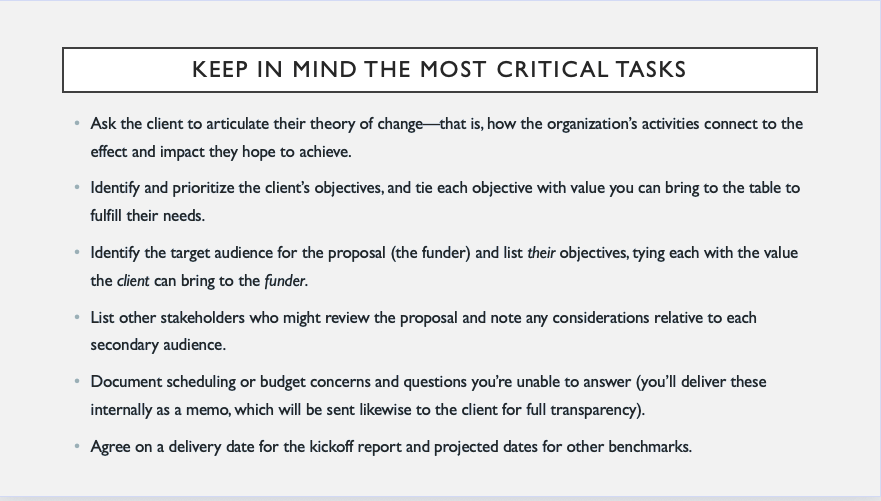 KEEP IN MIND THE MOST CRITICAL TASKS
• Ask the client to articulate their theory of change—that is, how the organization’s activities connect to the
effect and impact they hope to achieve.
• Identify and prioritize the client’s objectives, and tie each objective with value you can bring to the table to
fulfill their needs.
• Identify the target audience for the proposal (the funder) and list their objectives, tying each with the value
the client can bring to the funder.
• List other stakeholders who might review the proposal and note any considerations relative to each
secondary audience.
• Document scheduling or budget concerns and questions you’re unable to answer (you’ll deliver these
internally as a memo, which will be sent likewise to the client for full transparency).
• Agree on a delivery date for the kickoff report and projected dates for other benchmarks.